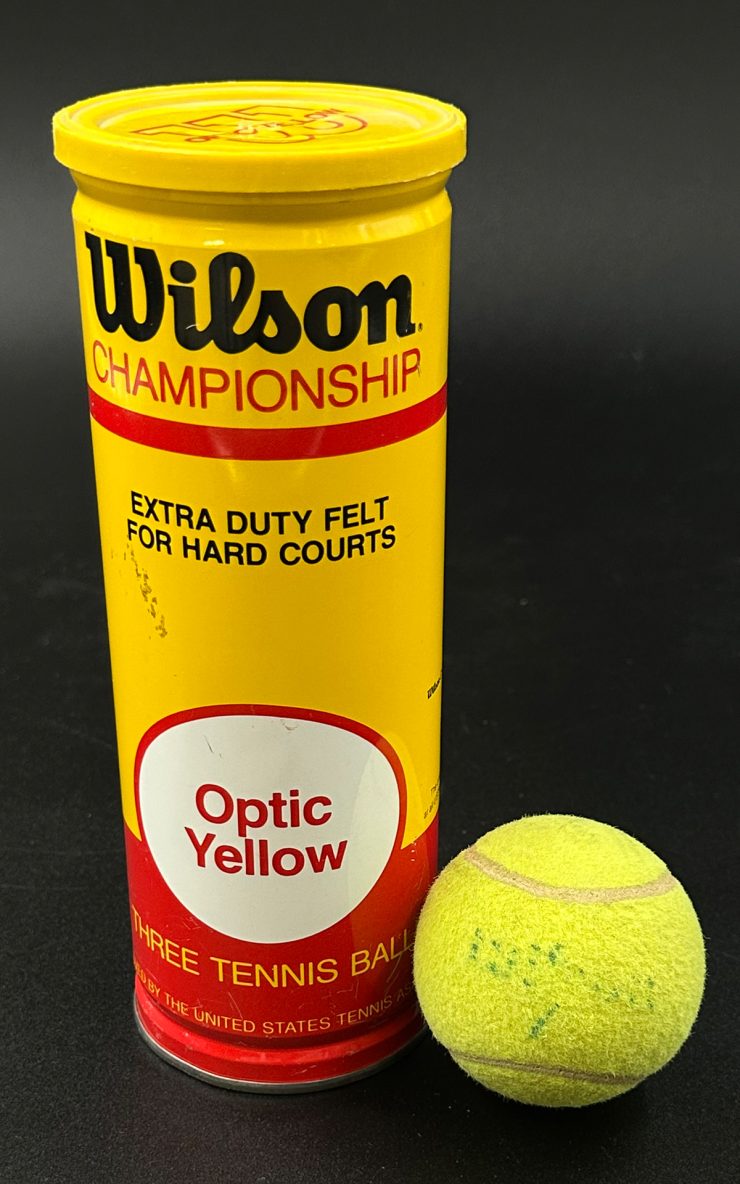 Wilson
CHAMPIONSHIP
EXTRA DUTY FELT
FOR HARD COURTS
Optic
Yellow
THREE TENNIS BALL
BY THE UNITED STATES TENNIS